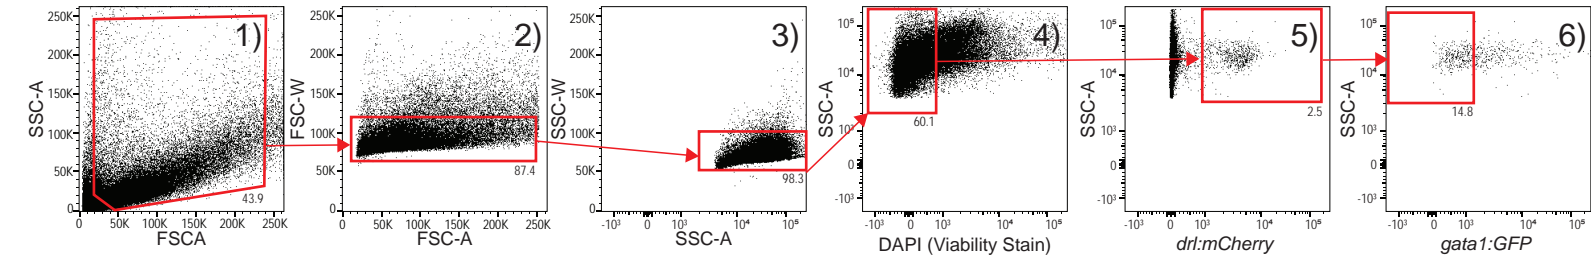 1)
SSC-A
250K
200K
150K
100K
50K
0
0 50K 100K 150K 200K 250K
FSCA
43.9
2)
FSC-W
250K
200K
150K
100K
50K
0
0 50K 100K 150K 200K 250K
FSC-A
87.4
3)
SSC-W
250K
200K
150K
100K
50K
0
-10³ 0 10³ 10⁴ 10⁵
SSC-A
98.3
4)
SSC-A
10⁵
10⁴
10³
0
-10³
-10³ 0 10³ 10⁴ 10⁵
DAPI (Viability Stain)
60.1
5)
SSC-A
10⁵
10⁴
10³
0
-10³
-10³ 0 10³ 10⁴ 10⁵
drl:mCherry
2.5
6)
SSC-A
10⁵
10⁴
10³
0
-10³
-10³ 0 10³ 10⁴ 10⁵
gata1:GFP
14.8